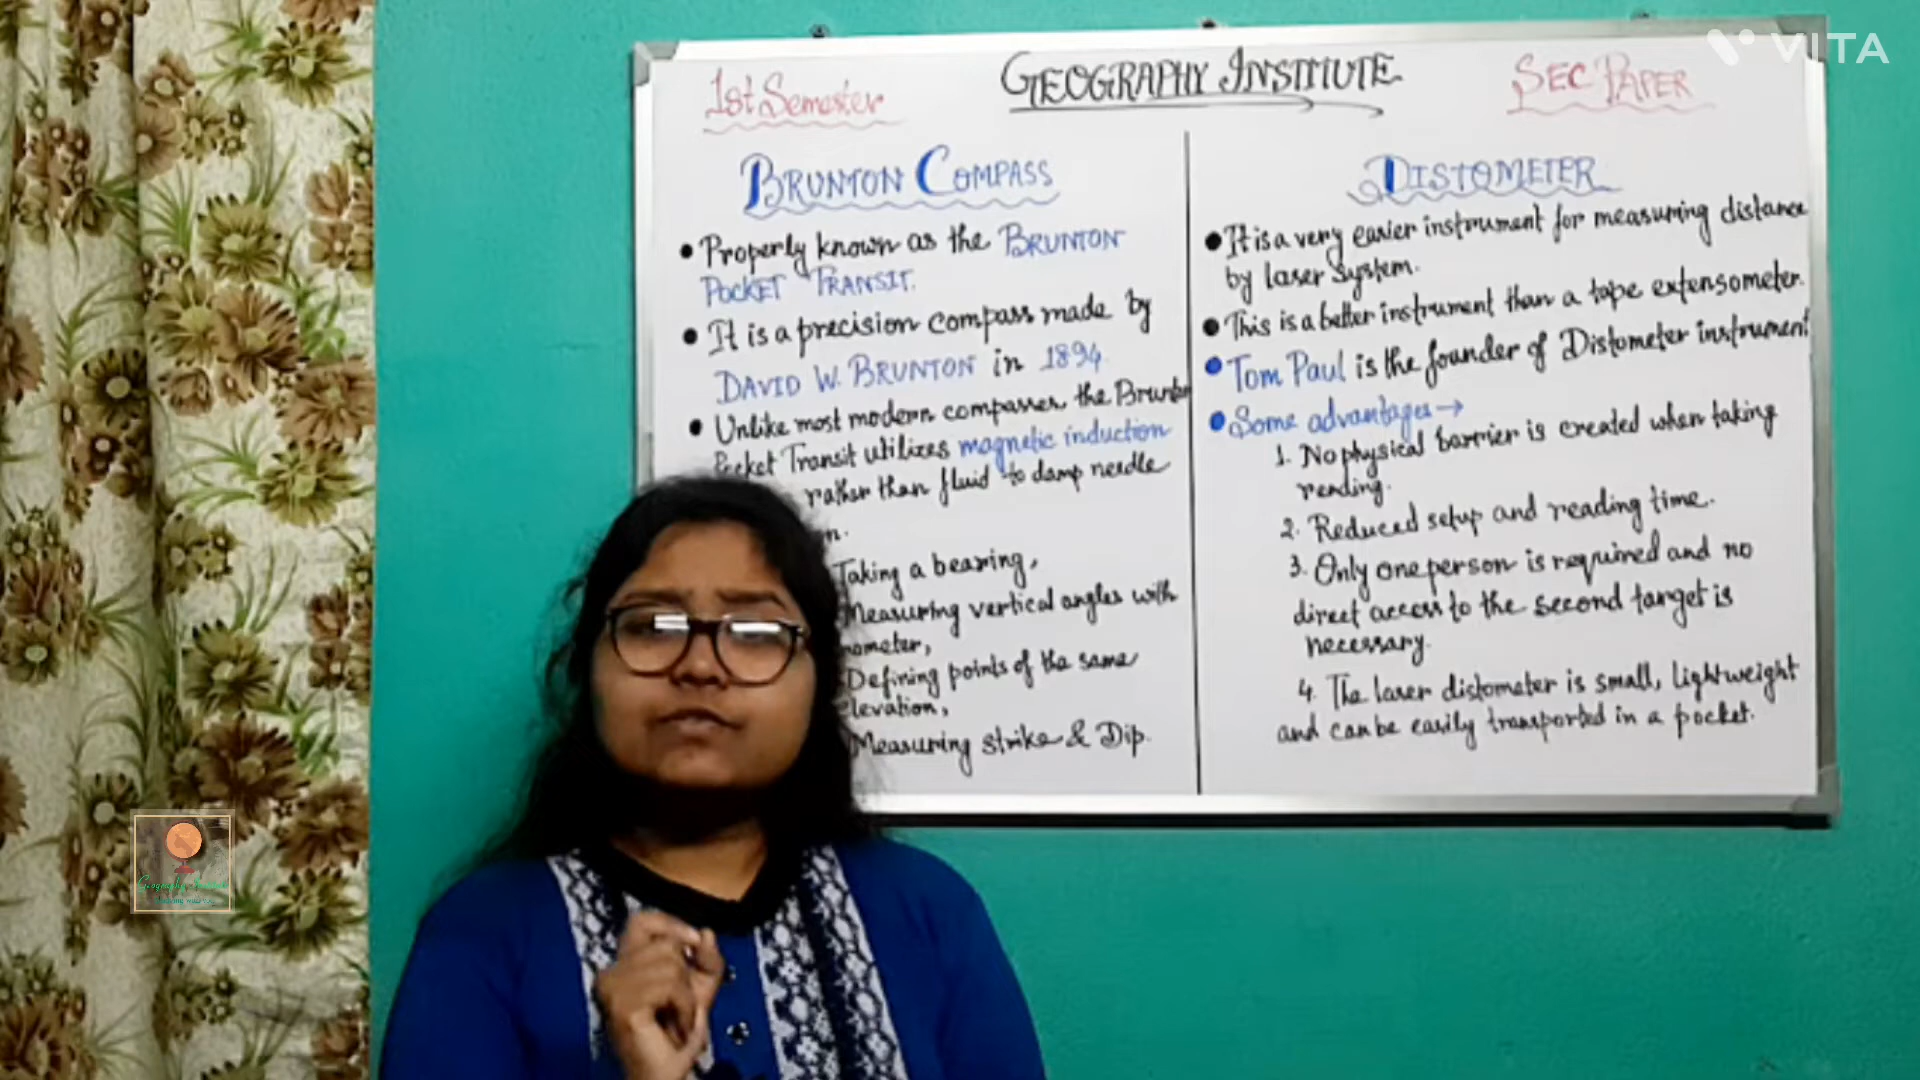 VITA
1st Semester
GEOGRAPHY INSTITUTE
SEC PAPER
BRUNTON COMPASS
• Properly known as the BRUNTON
POCKET TRANSIT.
• It is a precision compass made by
DAVID W. BRUNTON in 1894.
• Unlike most modern compasses the Brunton
Pocket Transit utilizes magnetic induction
rather than fluid to damp needle
n.
Taking a bearing,
Measuring vertical angles with
nometer,
Defining points of the same
elevation,
Measuring strike & Dip.
DISTOMETER
• It is a very easier instrument for measuring distance
by laser system.
• This is a better instrument than a tape extensometer.
• Tom Paul is the founder of Distometer instrument
• Some advantages →
1. No physical barrier is created when taking
reading.
2. Reduced setup and reading time.
3. Only one person is required and no
direct access to the second target is
necessary.
4. The laser distometer is small, lightweight
and can be easily transported in a pocket.